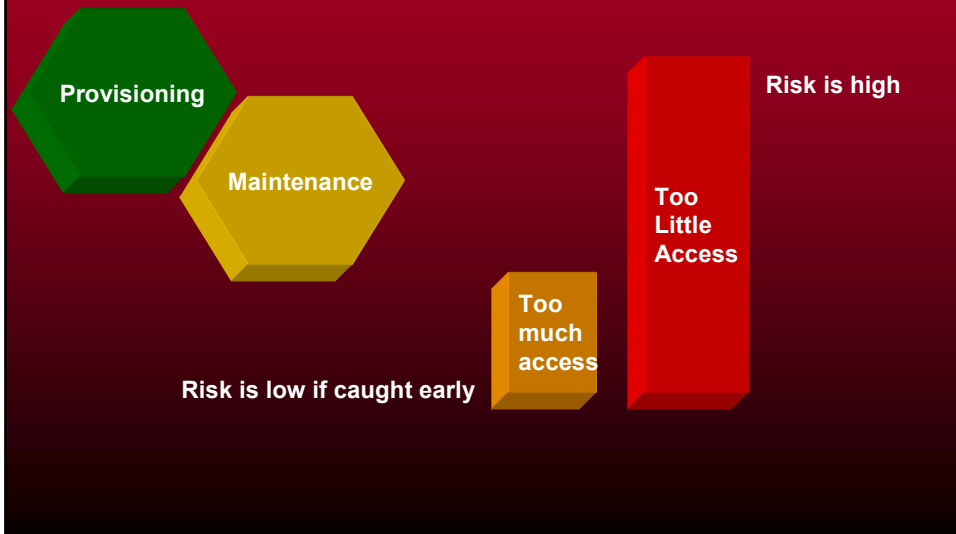 Provisioning
Risk is high
Maintenance
Too
Little
Access
Too
much
access
Risk is low if caught early